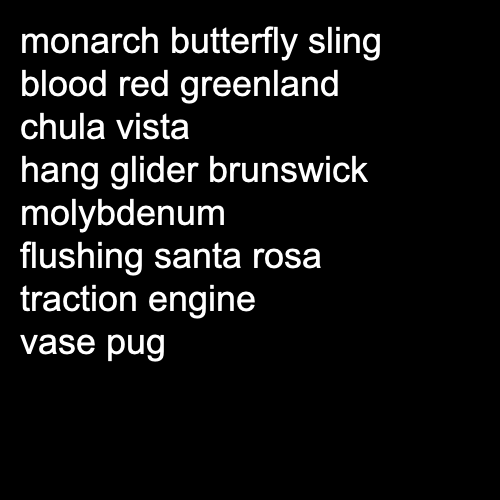 monarch butterfly sling
blood red greenland
chula vista
hang glider brunswick
molybdenum
flushing santa rosa
traction engine
vase pug